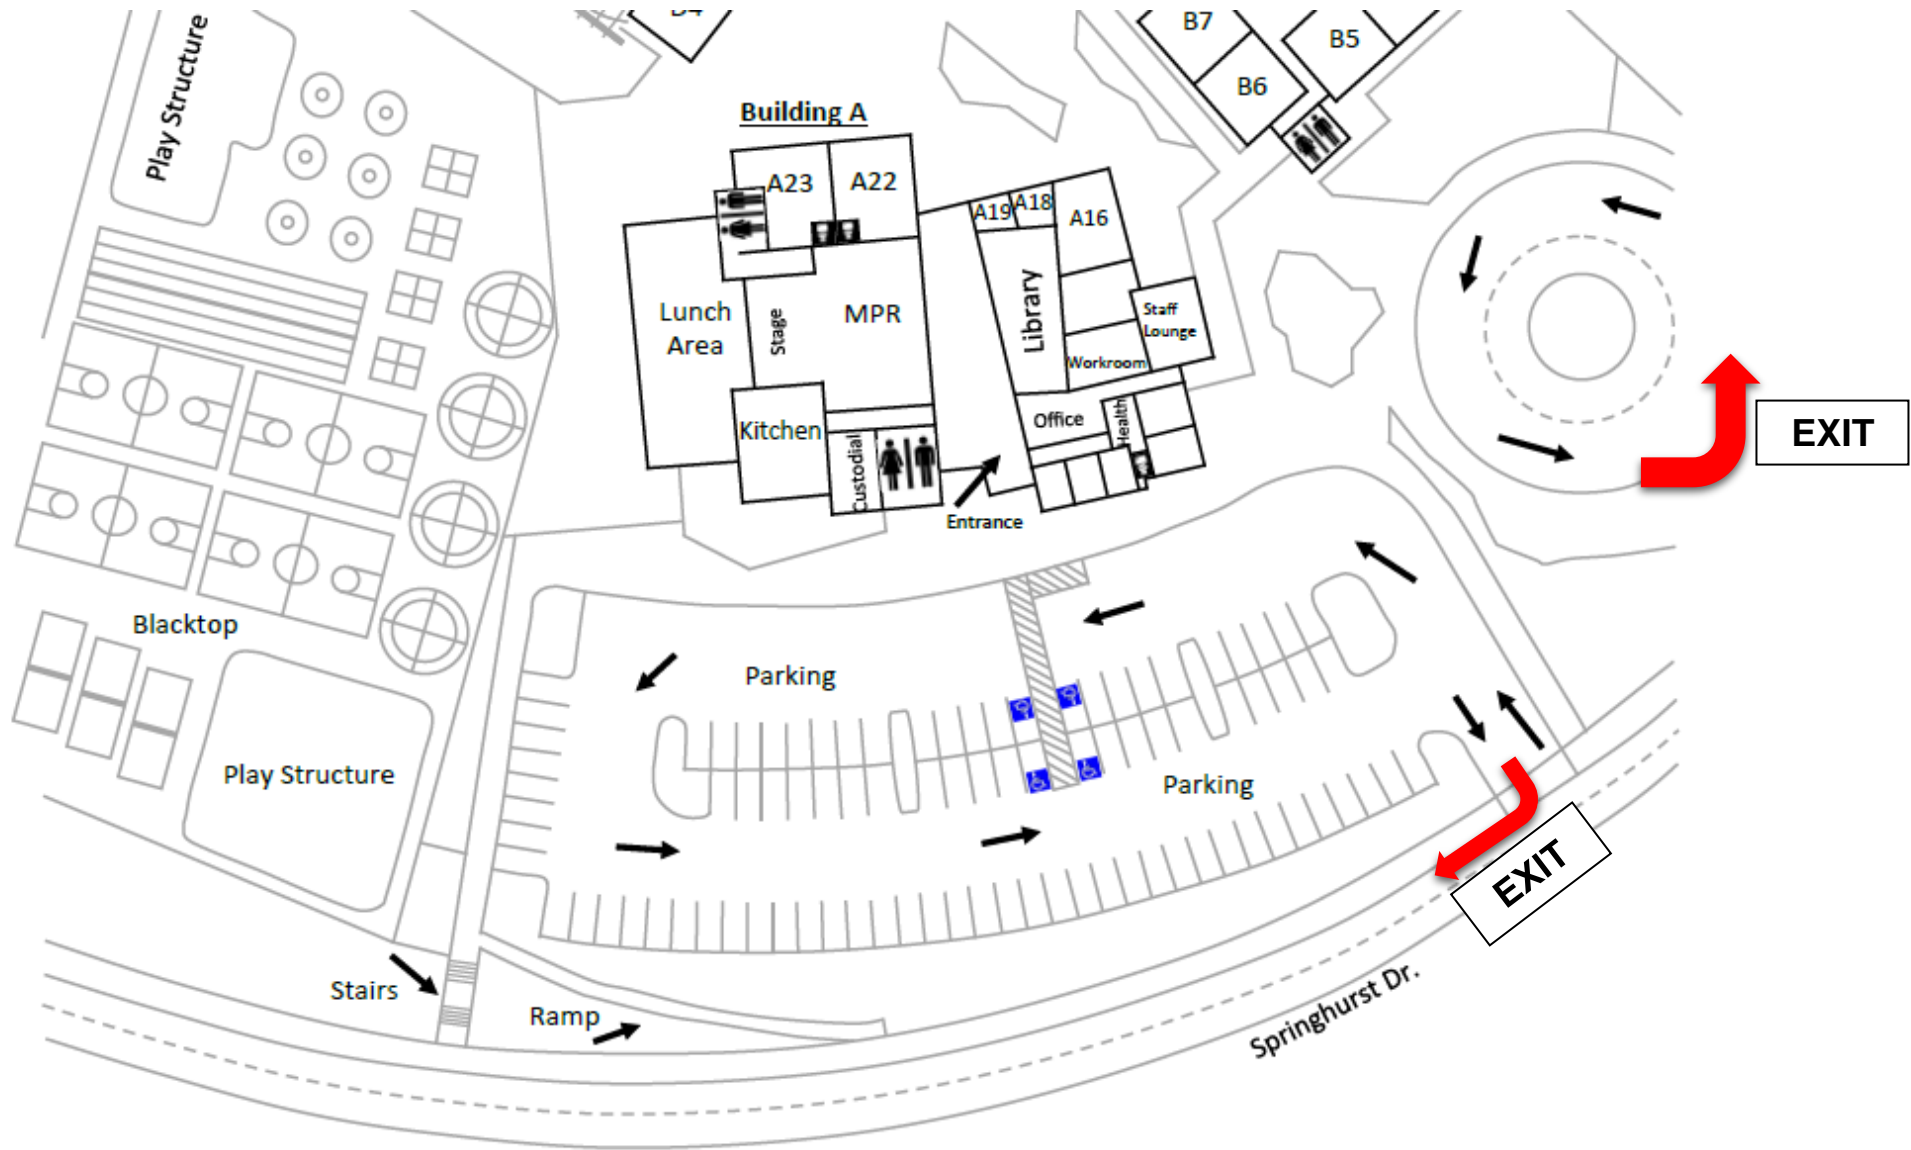 B4
B7
B5
B6
Play Structure
Building A
A23
A22
A19
A18
A16
Lunch
Area
Stage
MPR
Library
Staff
Lounge
Workroom
Kitchen
Office
Health
Custodial
Entrance
EXIT
Blacktop
Parking
Play Structure
Parking
EXIT
Stairs
Ramp
Springhurst Dr.